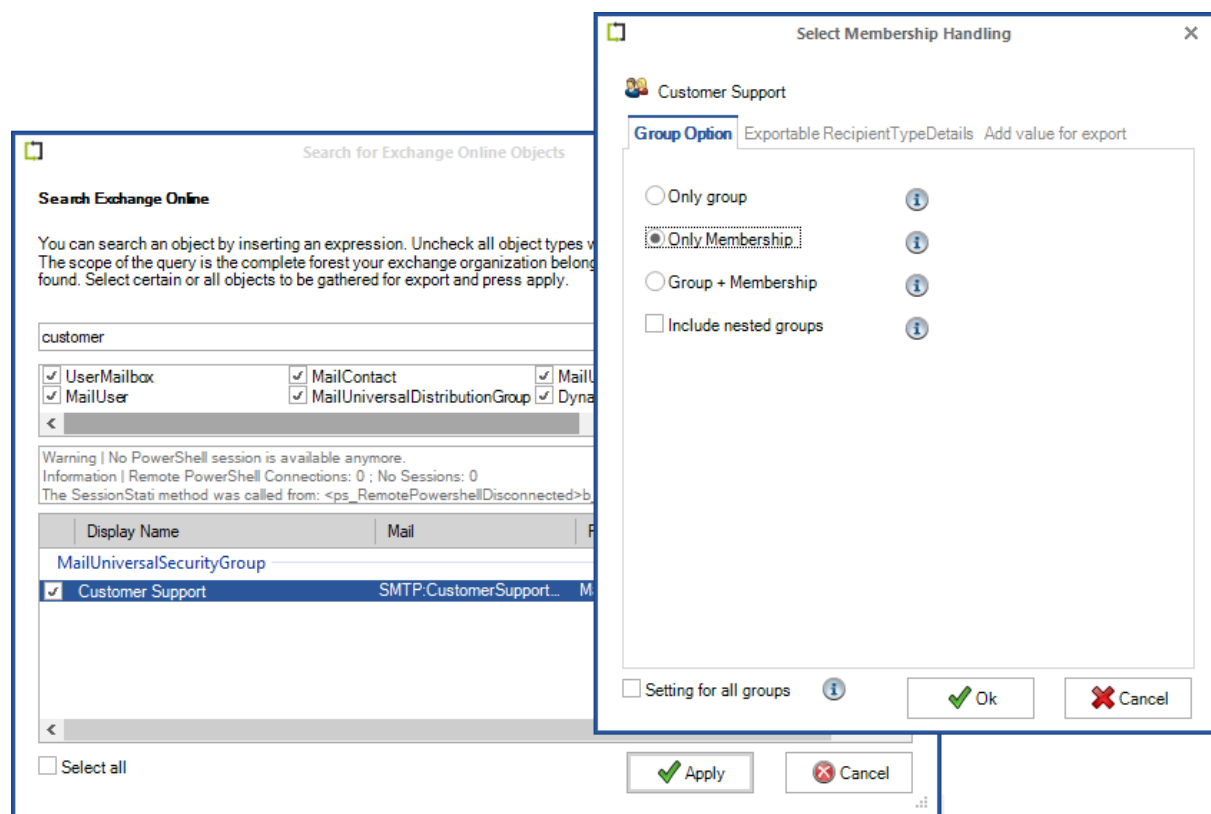 Select Membership Handling
Customer Support
Group Option Exportable RecipientTypeDetails Add value for export
Only group
Only Membership
Group + Membership
Include nested groups
Setting for all groups
Ok
Cancel
Search for Exchange Online Objects
Search Exchange Online
You can search an object by inserting an expression. Uncheck all object types
The scope of the query is the complete forest your exchange organization belong
found. Select certain or all objects to be gathered for export and press apply.
customer
UserMailbox MailContact MailU
MailUser MailUniversalDistributionGroup Dyna
Warning | No PowerShell session is available anymore.
Information | Remote PowerShell Connections: 0 ; No Sessions: 0
The SessionStati method was called from: <ps_RemotePowershellDisconnected>b_
Display Name Mail
MailUniversalSecurityGroup
Customer Support SMTP:CustomerSupport... M
Select all
Apply
Cancel